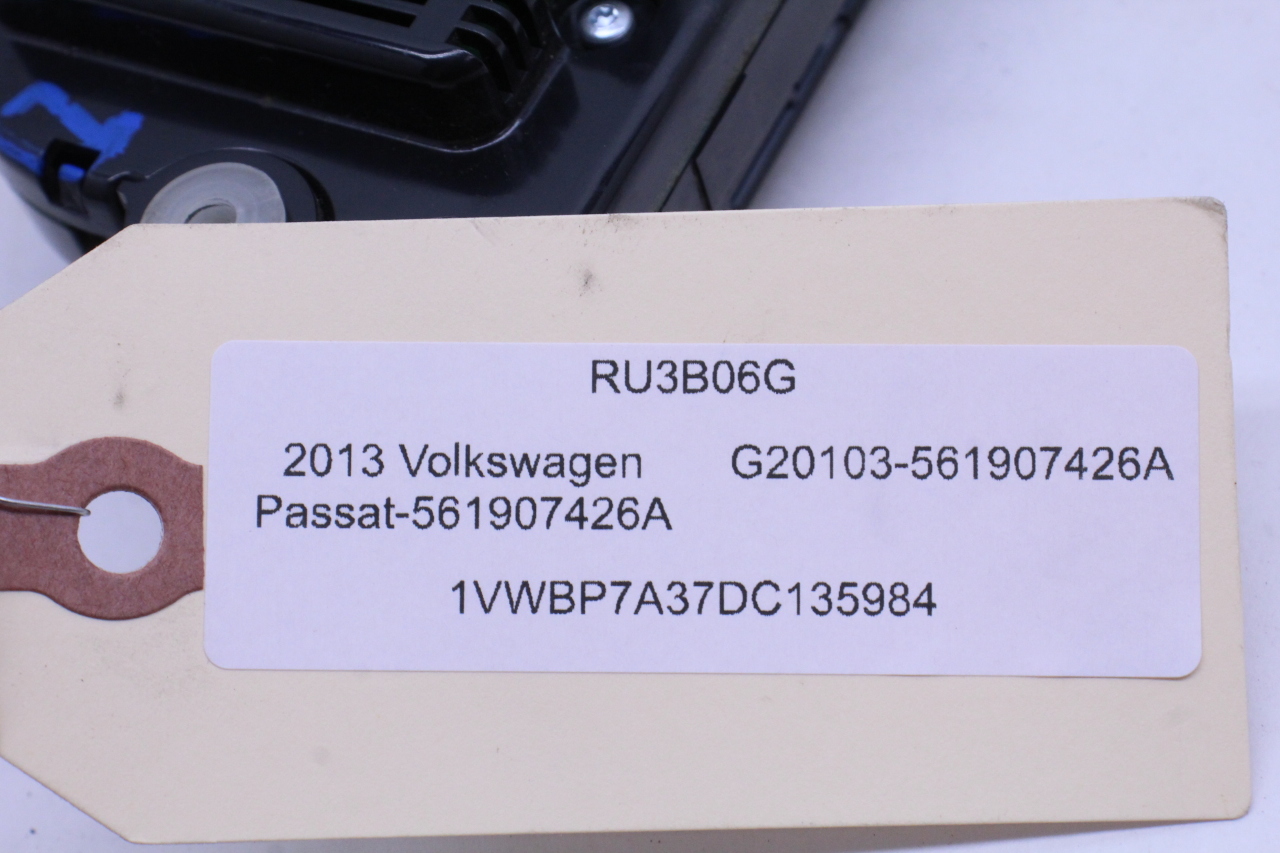 RU3B06G
2013 Volkswagen G20103-561907426A
Passat-561907426A
1VWBP7A37DC135984